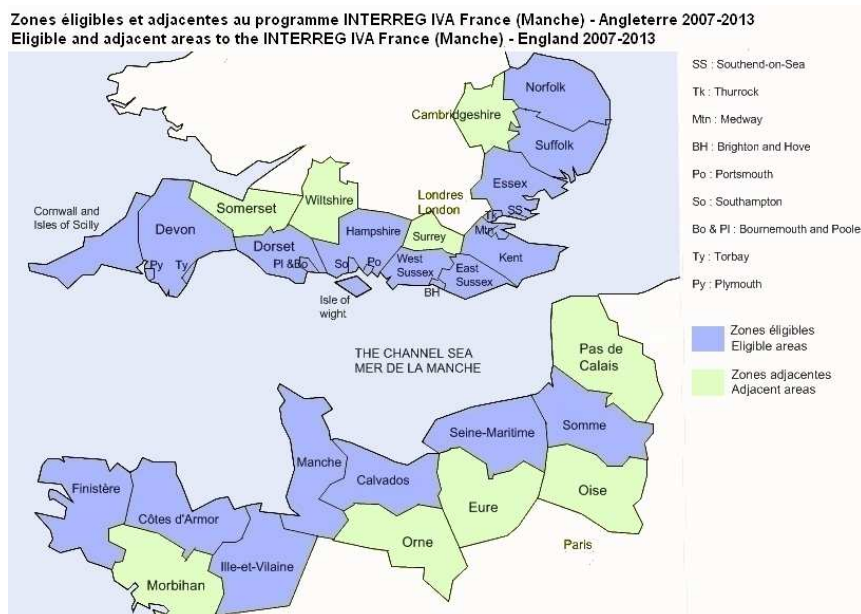 Zones éligibles et adjacentes au programme INTERREG IVA France (Manche) - Angleterre 2007-2013
Eligible and adjacent areas to the INTERREG IVA France (Manche) - England 2007-2013
SS : Southend-on-Sea
Tk : Thurrock
Mtn : Medway
BH : Brighton and Hove
Po : Portsmouth
So : Southampton
Bo & Pl : Bournemouth and Poole
Ty : Torbay
Py : Plymouth
Zones éligibles
Eligible areas
Zones adjacentes
Adjacent areas
Norfolk
Cambridgeshire
Suffolk
Essex
Londres
London
SS
Tk
Mtn
Cornwall and
Isles of Scilly
Devon
Somerset
Wiltshire
Hampshire
Surrey
Kent
Dorset
Pl &Bo
So
Po
West
Sussex
East
Sussex
BH
Py
Ty
Isle of
wight
THE CHANNEL SEA
MER DE LA MANCHE
Pas de
Calais
Somme
Seine-Maritime
Manche
Calvados
Oise
Eure
Orne
Paris
Finistère
Côtes d'Armor
Ille-et-Vilaine
Morbihan